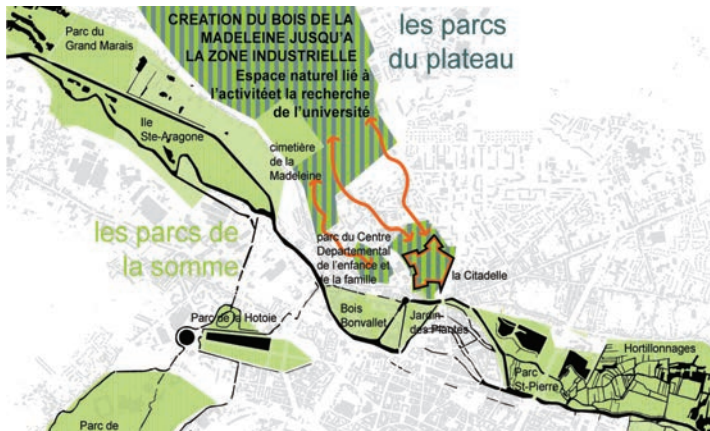 CREATION DU BOIS DE LA
MADELEINE JUSQU'A
LA ZONE INDUSTRIELLE
Espace naturel lié à
l'activitéet la recherche
de l'université
les parcs
du plateau
Parc du
Grand Marais
Ile
Ste-Aragone
cimetière
de la
Madeleine
les parcs de
la somme
parc du Centre
Departemental
de l'enfance et
de la famille
la Citadelle
Parc de la Hotoie
Bois
Bonvallet
Jardin
des Plantes
Hortillonnages
Parc
St-Pierre
Parc de